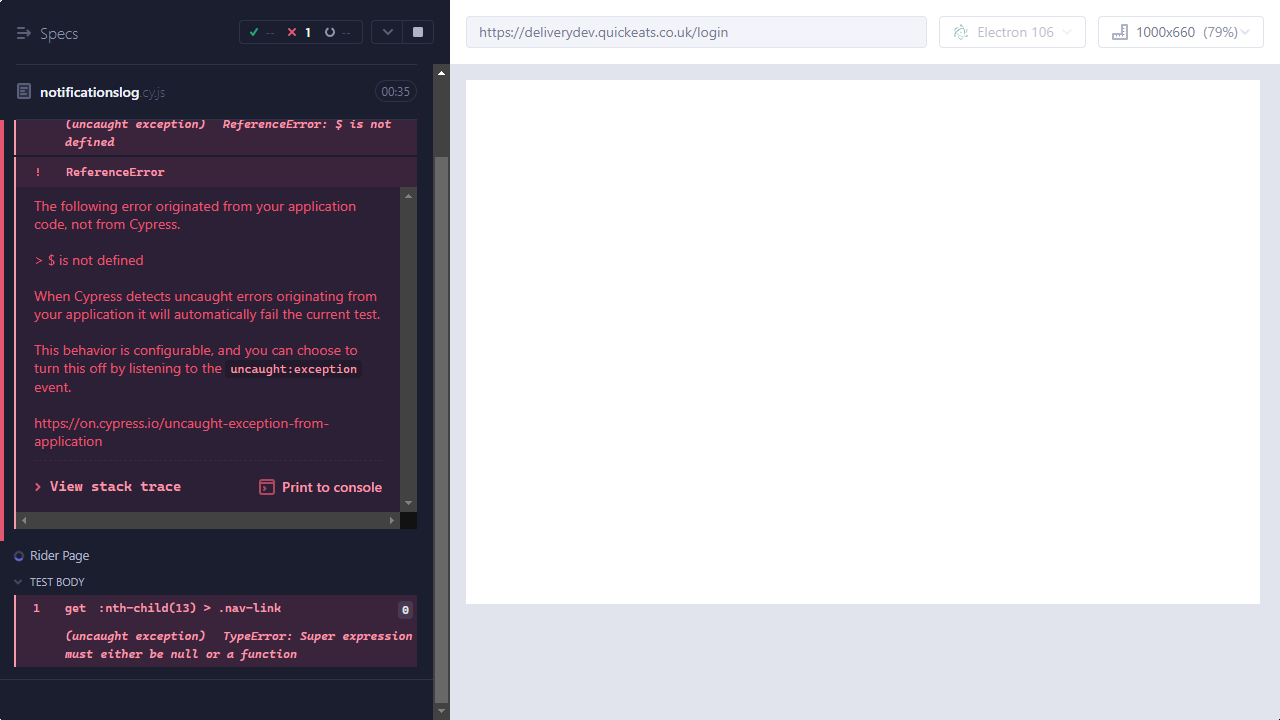 Specs
-- 1 --
https://deliverydev.quickeats.co.uk/login
Electron 106
1000x660 (79%)
notificationslog.cy.js
00:35
(uncaught exception) ReferenceError: $ is not
defined
! ReferenceError
The following error originated from your application
code, not from Cypress.
> $ is not defined
When Cypress detects uncaught errors originating from
your application it will automatically fail the current test.
This behavior is configurable, and you can choose to
turn this off by listening to the uncaught:exception
event.
https://on.cypress.io/uncaught-exception-from-
application
View stack trace
Print to console
Rider Page
TEST BODY
1 get :nth-child(13) > .nav-link 0
(uncaught exception) TypeError: Super expression
must either be null or a function